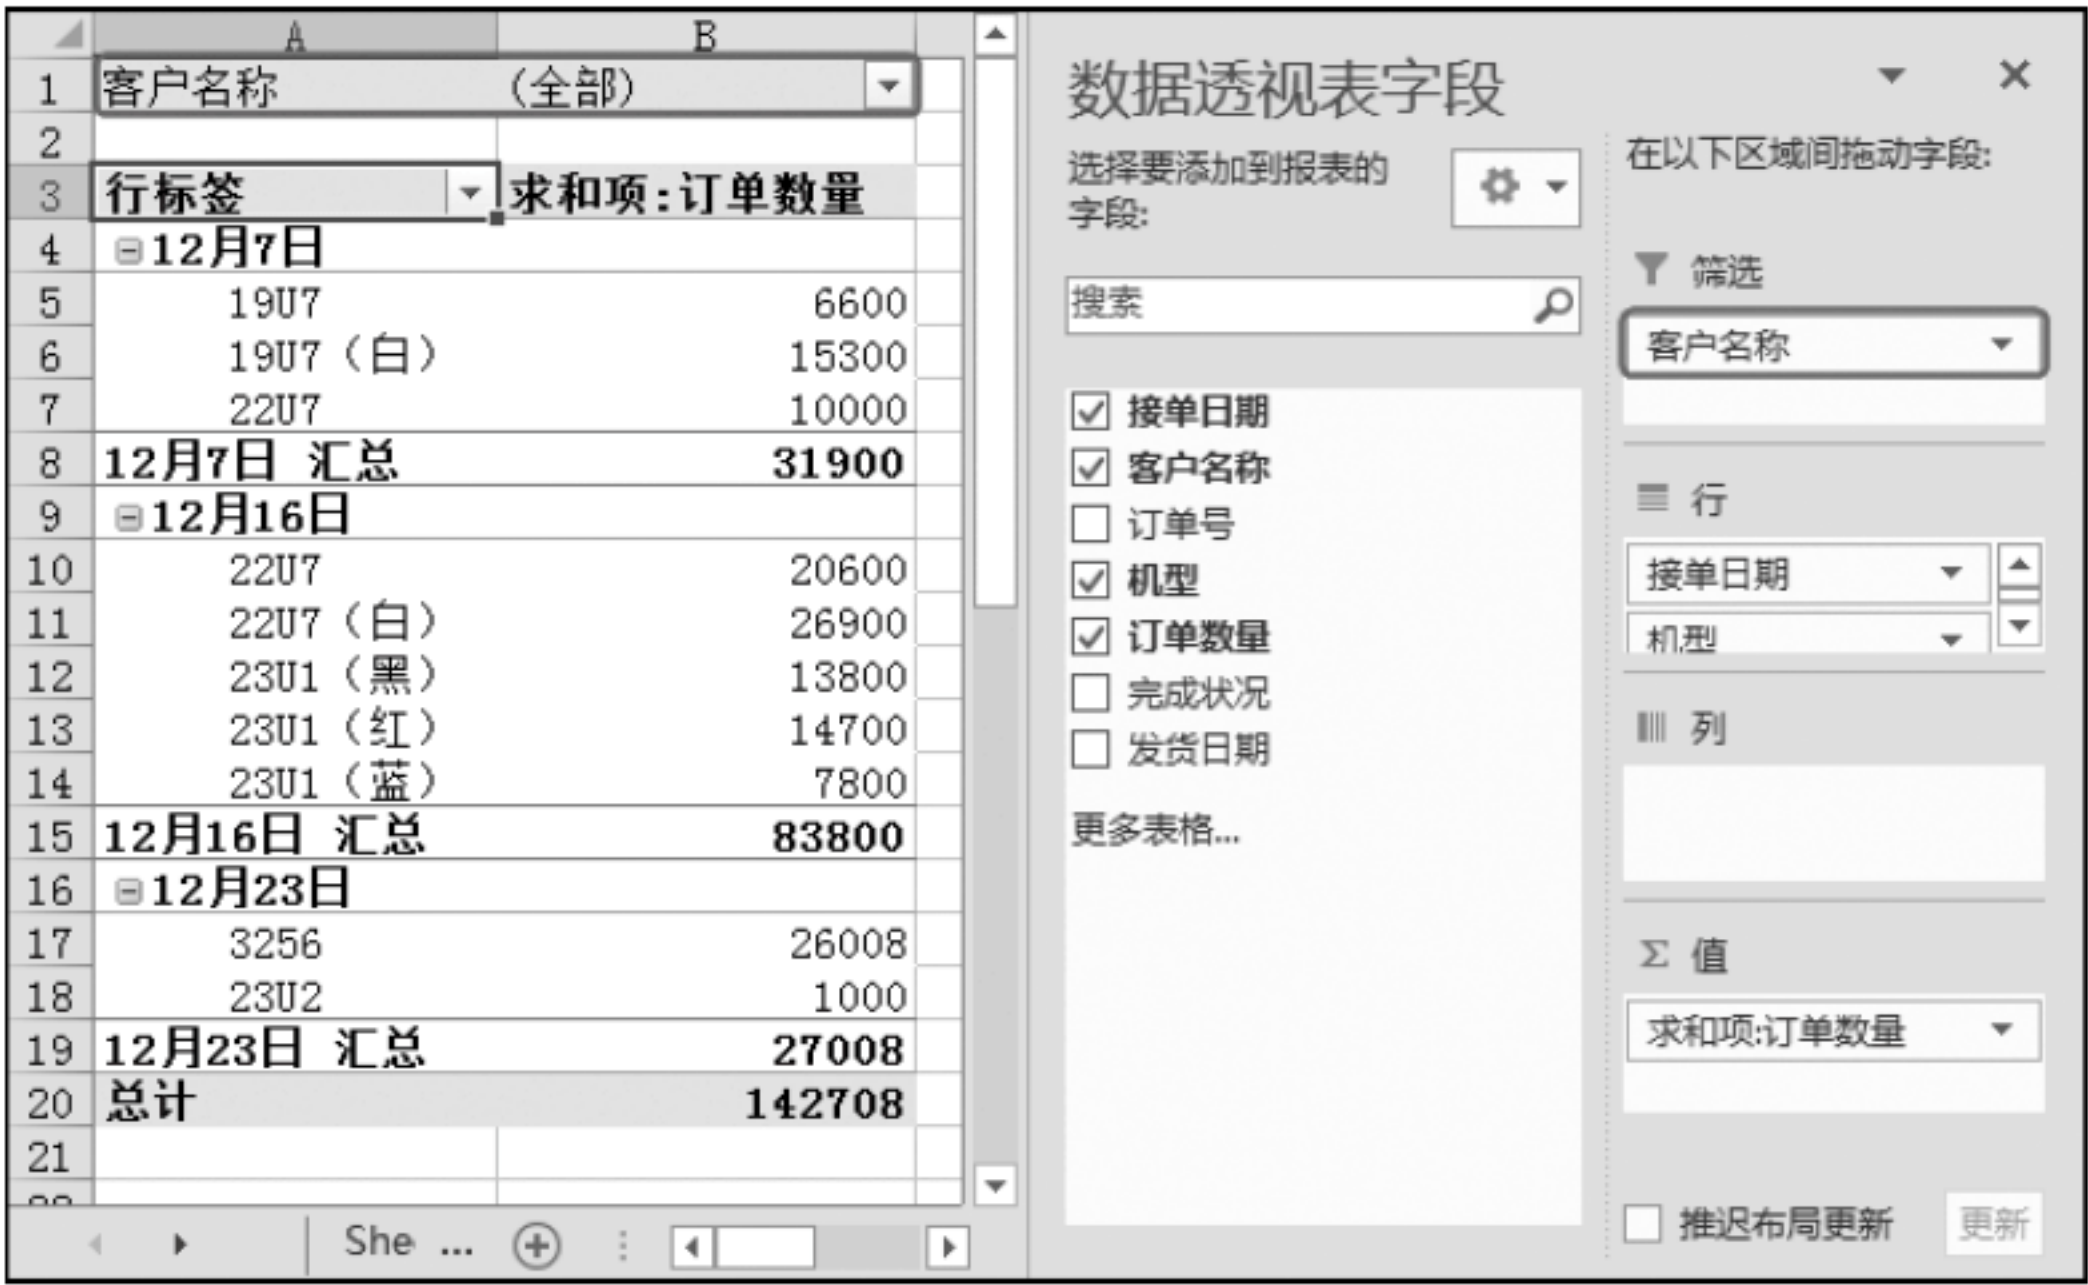 A B
1 客户名称 (全部)
2
3 行标签 求和项:订单数量
4 12月7日
5 19U7 6600
6 19U7（白） 15300
7 22U7 10000
8 12月7日 汇总 31900
9 12月16日
10 22U7 20600
11 22U7（白） 26900
12 23U1（黑） 13800
13 23U1（红） 14700
14 23U1（蓝） 7800
15 12月16日 汇总 83800
16 12月23日
17 3256 26008
18 23U2 1000
19 12月23日 汇总 27008
20 总计 142708
21
She ...
数据透视表字段
选择要添加到报表的
字段:
搜索
接单日期
客户名称
订单号
机型
订单数量
完成状况
发货日期
更多表格...
在以下区域间拖动字段:
筛选
客户名称
行
接单日期
机型
列
Σ 值
求和项:订单数量
推迟布局更新 更新